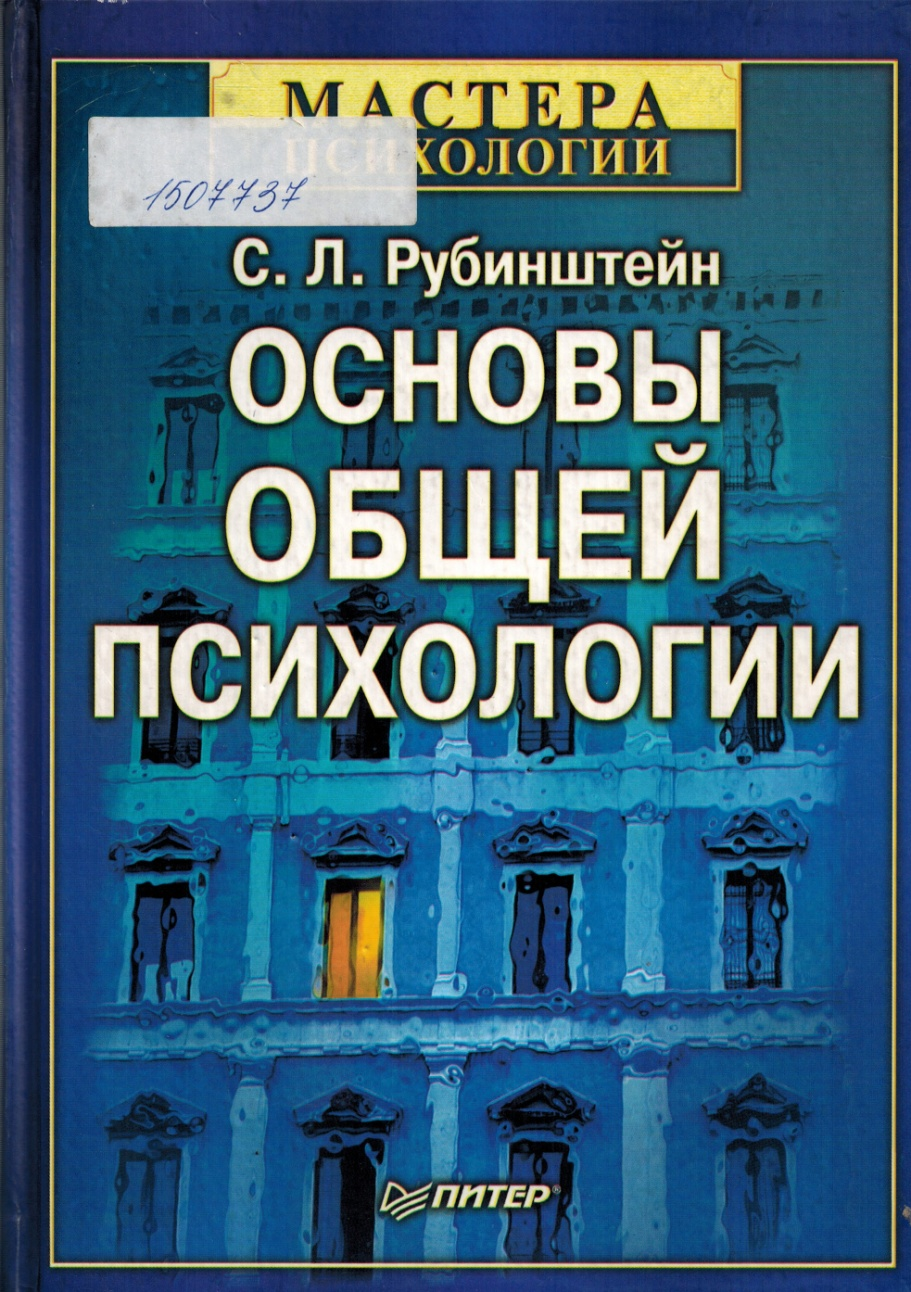 МАСТЕРА
ПСИХОЛОГИИ
1507737
С. Л. Рубинштейн
ОСНОВЫ
ОБЩЕЙ
ПСИХОЛОГИИ
ПИТЕР®